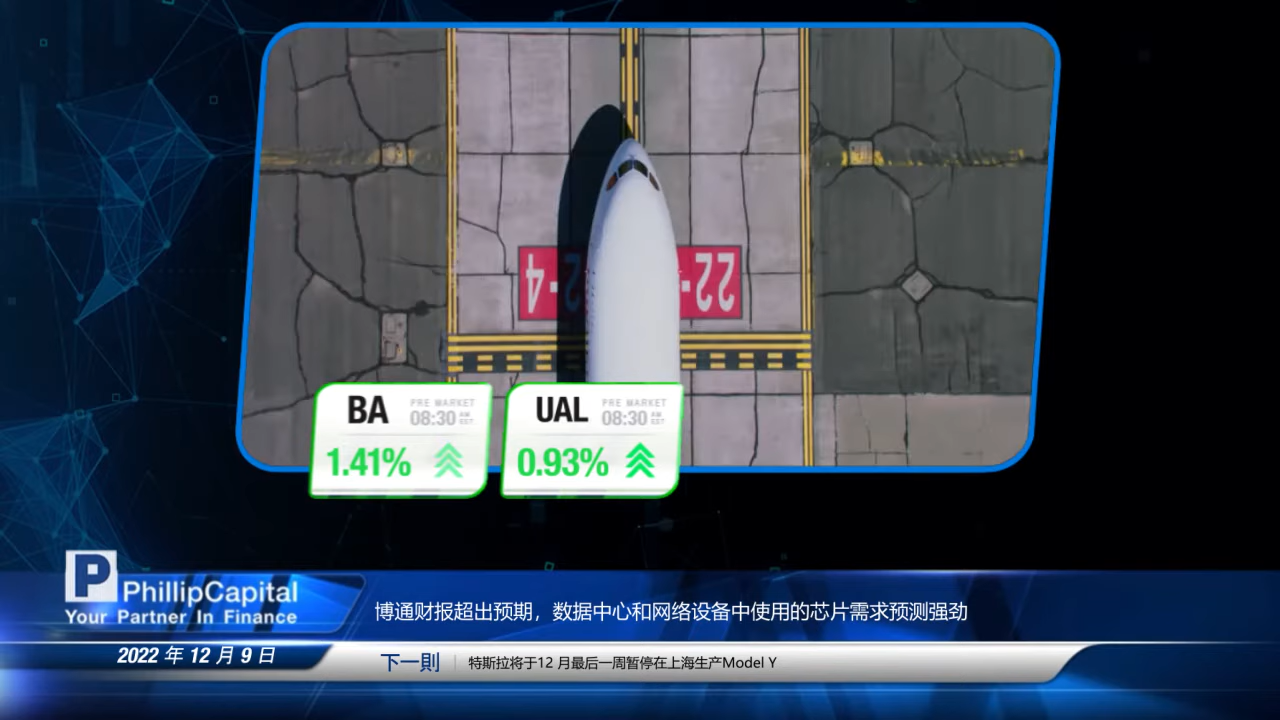 4-2
-22
BA
PRE MARKET
08:30 AM EST
1.41%
UAL
PRE MARKET
08:30 AM EST
0.93%
P
PhillipCapital
Your Partner In Finance
博通财报超出预期，数据中心和网络设备中使用的芯片需求预测强劲
2022 年 12 月 9 日
下一則
特斯拉将于12 月最后一周暂停在上海生产Model Y